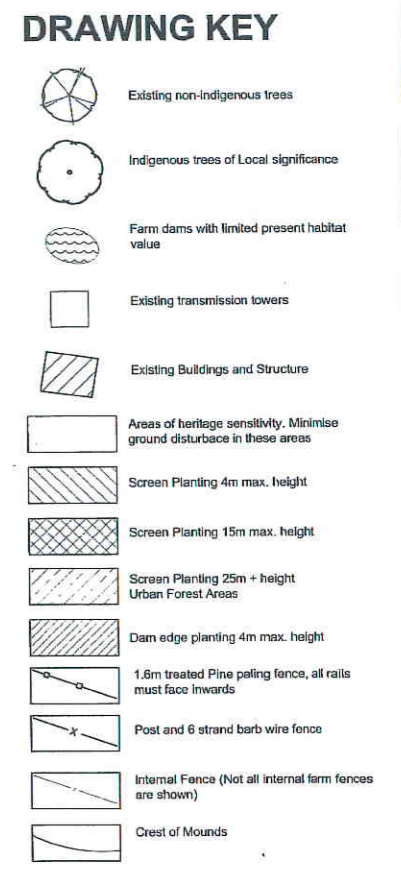 DRAWING KEY
Existing non-indigenous trees
Indigenous trees of Local significance
Farm dams with limited present habitat
value
Existing transmission towers
Existing Buildings and Structure
Areas of heritage sensitivity. Minimise
ground disturbace in these areas
Screen Planting 4m max. height
Screen Planting 15m max. height
Screen Planting 25m + height
Urban Forest Areas
Dam edge planting 4m max. height
1.6m treated Pine paling fence, all rails
must face inwards
Post and 6 strand barb wire fence
Internal Fence (Not all internal farm fences
are shown)
Crest of Mounds